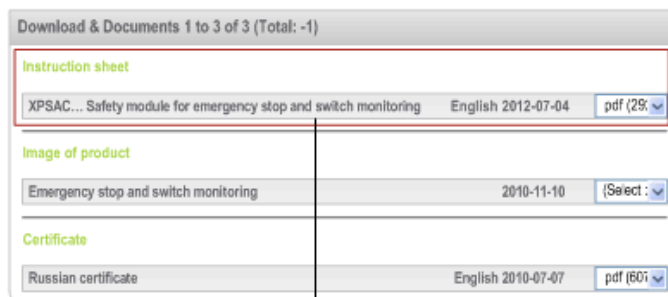 Download & Documents 1 to 3 of 3 (Total: -1)
Instruction sheet
XPSAC... Safety module for emergency stop and switch monitoring English 2012-07-04 pdf (292
Image of product
Emergency stop and switch monitoring 2010-11-10 (Select :
Certificate
Russian certificate English 2010-07-07 pdf (607